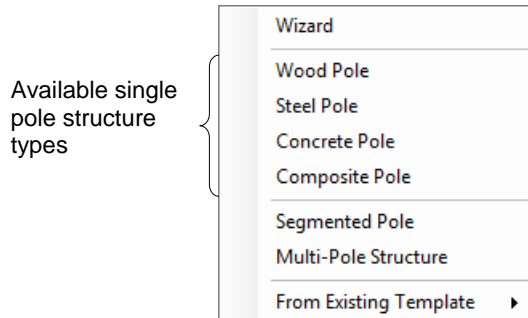 Available single
pole structure
types
Wizard
Wood Pole
Steel Pole
Concrete Pole
Composite Pole
Segmented Pole
Multi-Pole Structure
From Existing Template